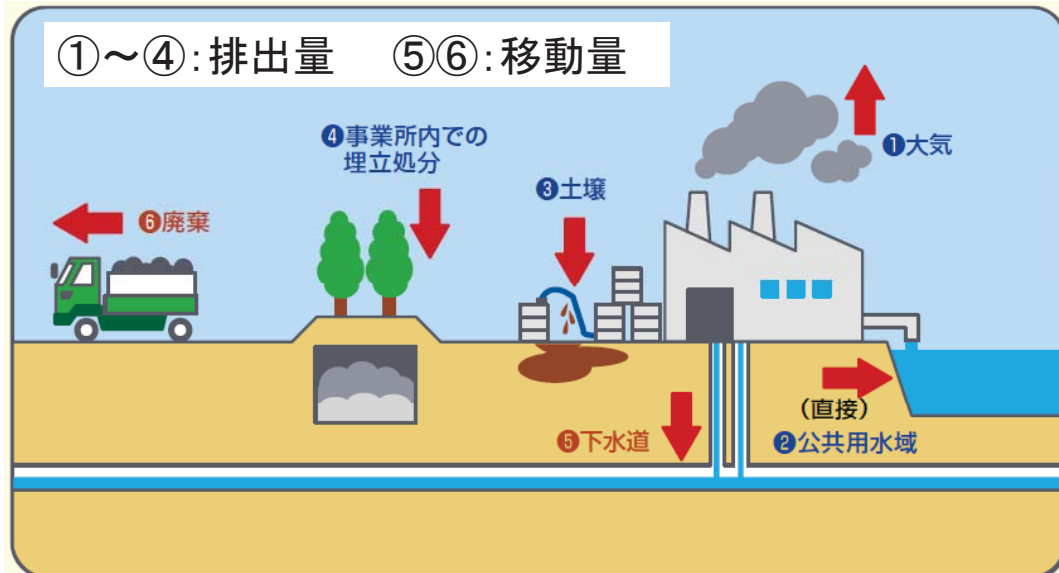 ①～④:排出量　⑤⑥:移動量
❶大気
❹事業所内での
埋立処分
❸土壌
❻廃棄
(直接)
❷公共用水域
❺下水道